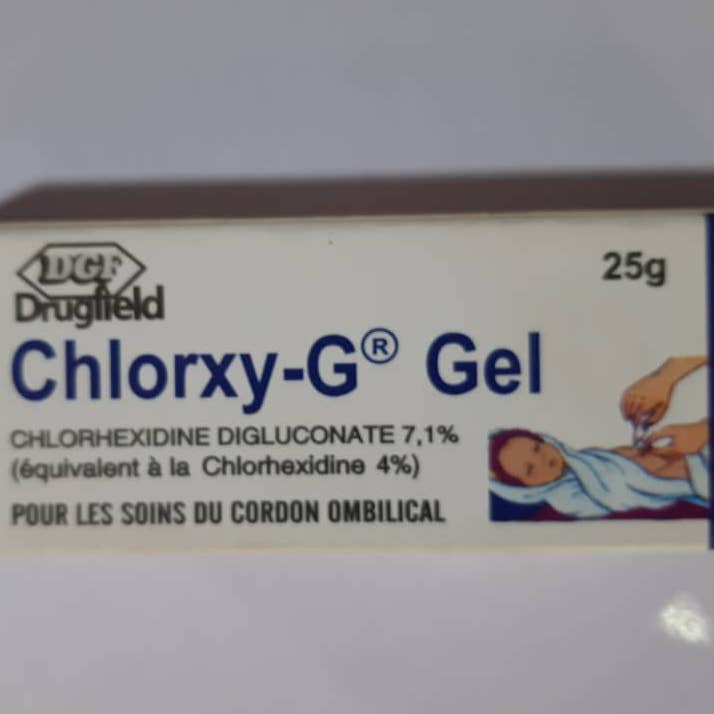 DGF
Drugfield
25g
Chlorxy-G® Gel
CHLORHEXIDINE DIGLUCONATE 7,1%
(équivalent à la Chlorhexidine 4%)
POUR LES SOINS DU CORDON OMBILICAL